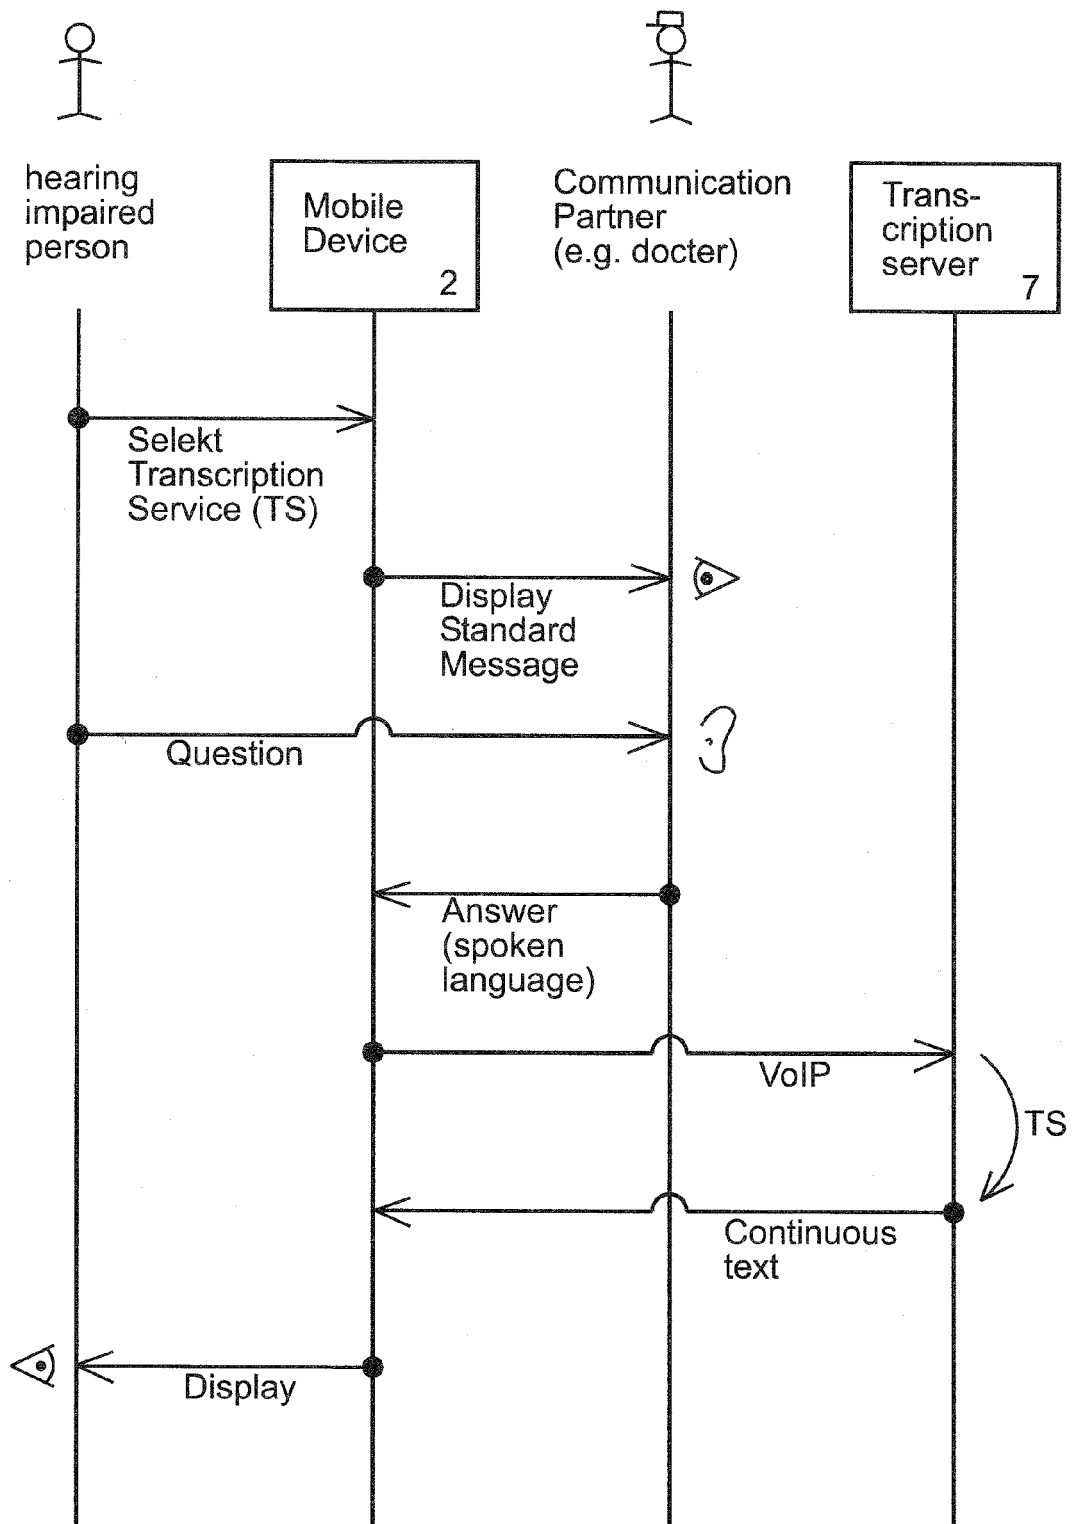 hearing
impaired
person
Mobile
Device
2
Communication
Partner
(e.g. docter)
Trans-
cription
server
7
Selekt
Transcription
Service (TS)
Display
Standard
Message
Question
Answer
(spoken
language)
VoIP
TS
Continuous
text
Display